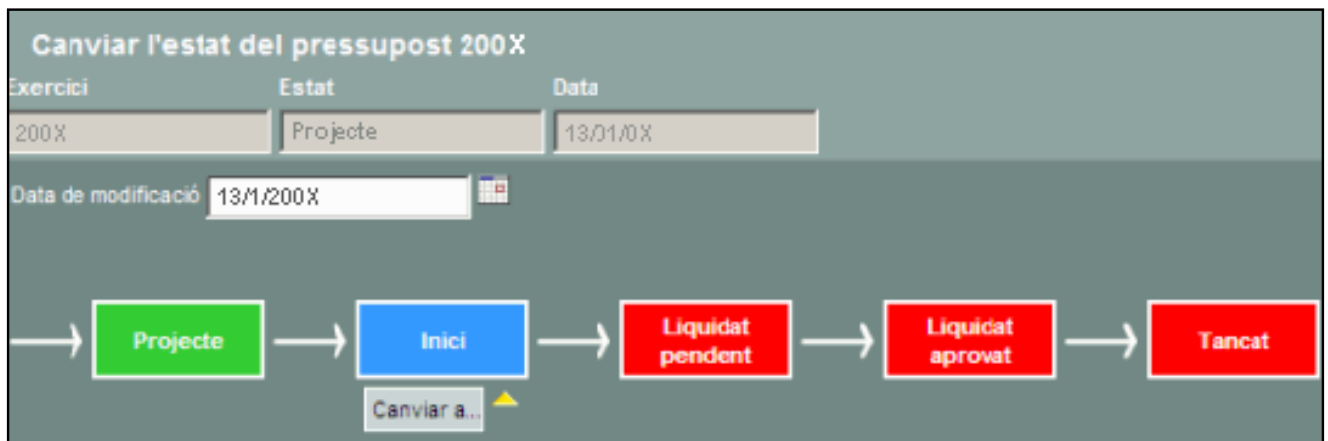 Canviar l'estat del pressupost 200X
Exercici Estat Data
200X Projecte 13/01/0X
Data de modificació 13/1/200X
Projecte Inici Liquidat pendent Liquidat aprovat Tancat
Canviar a...